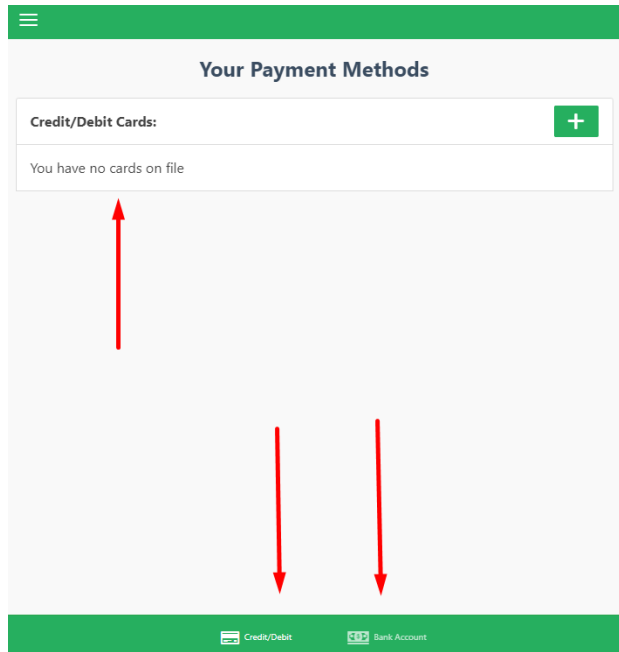 Your Payment Methods
Credit/Debit Cards:
You have no cards on file
Credit/Debit
Bank Account